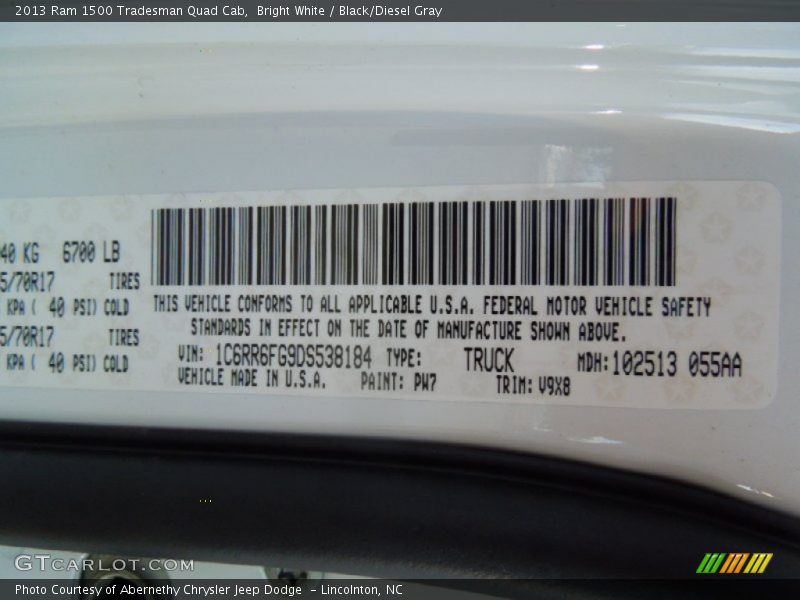 2013 Ram 1500 Tradesman Quad Cab, Bright White / Black/Diesel Gray
40 KG 6700 LB
5/70R17 TIRES
KPA ( 40 PSI) COLD
5/70R17 TIRES
KPA ( 40 PSI) COLD
THIS VEHICLE CONFORMS TO ALL APPLICABLE U.S.A. FEDERAL MOTOR VEHICLE SAFETY
STANDARDS IN EFFECT ON THE DATE OF MANUFACTURE SHOWN ABOVE.
VIN: 1C6RR6FG9DS538184 TYPE: TRUCK MDH:102513 055AA
VEHICLE MADE IN U.S.A. PAINT: PW7 TRIM: V9X8
GTCARLOT.COM
Photo Courtesy of Abernethy Chrysler Jeep Dodge - Lincolnton, NC